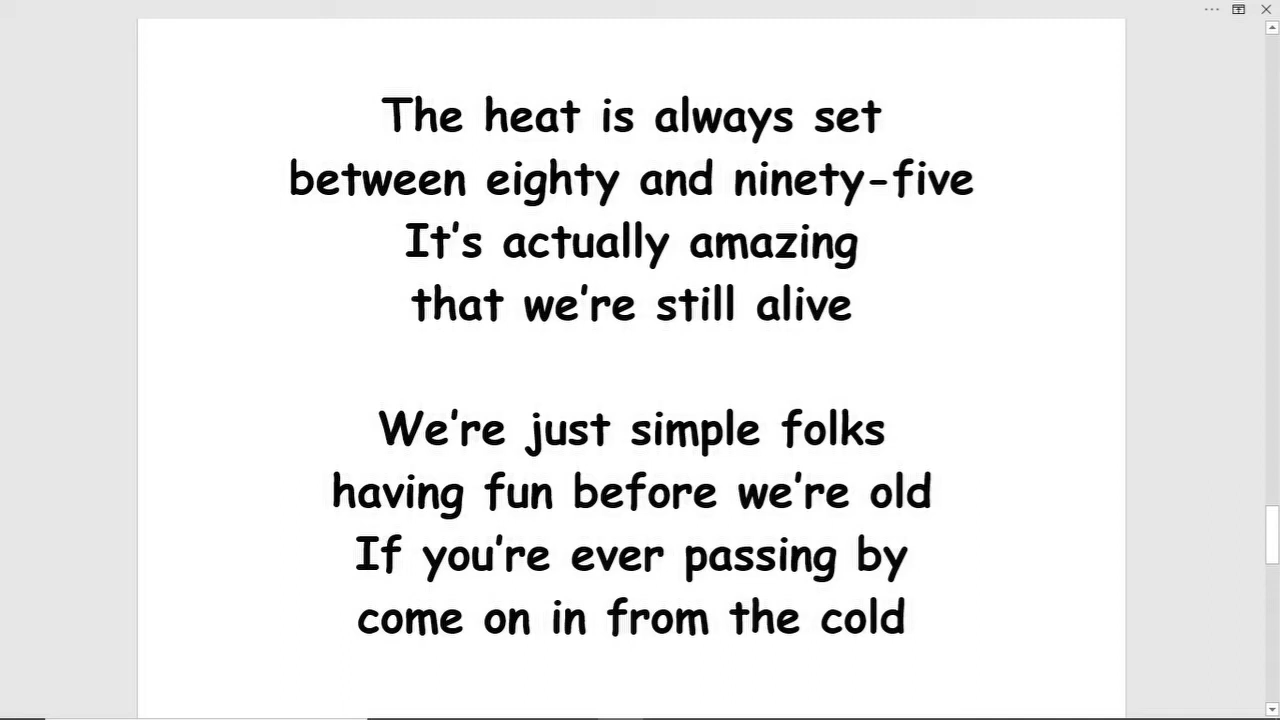 The heat is always set
between eighty and ninety-five
It's actually amazing
that we're still alive
We're just simple folks
having fun before we're old
If you're ever passing by
come on in from the cold